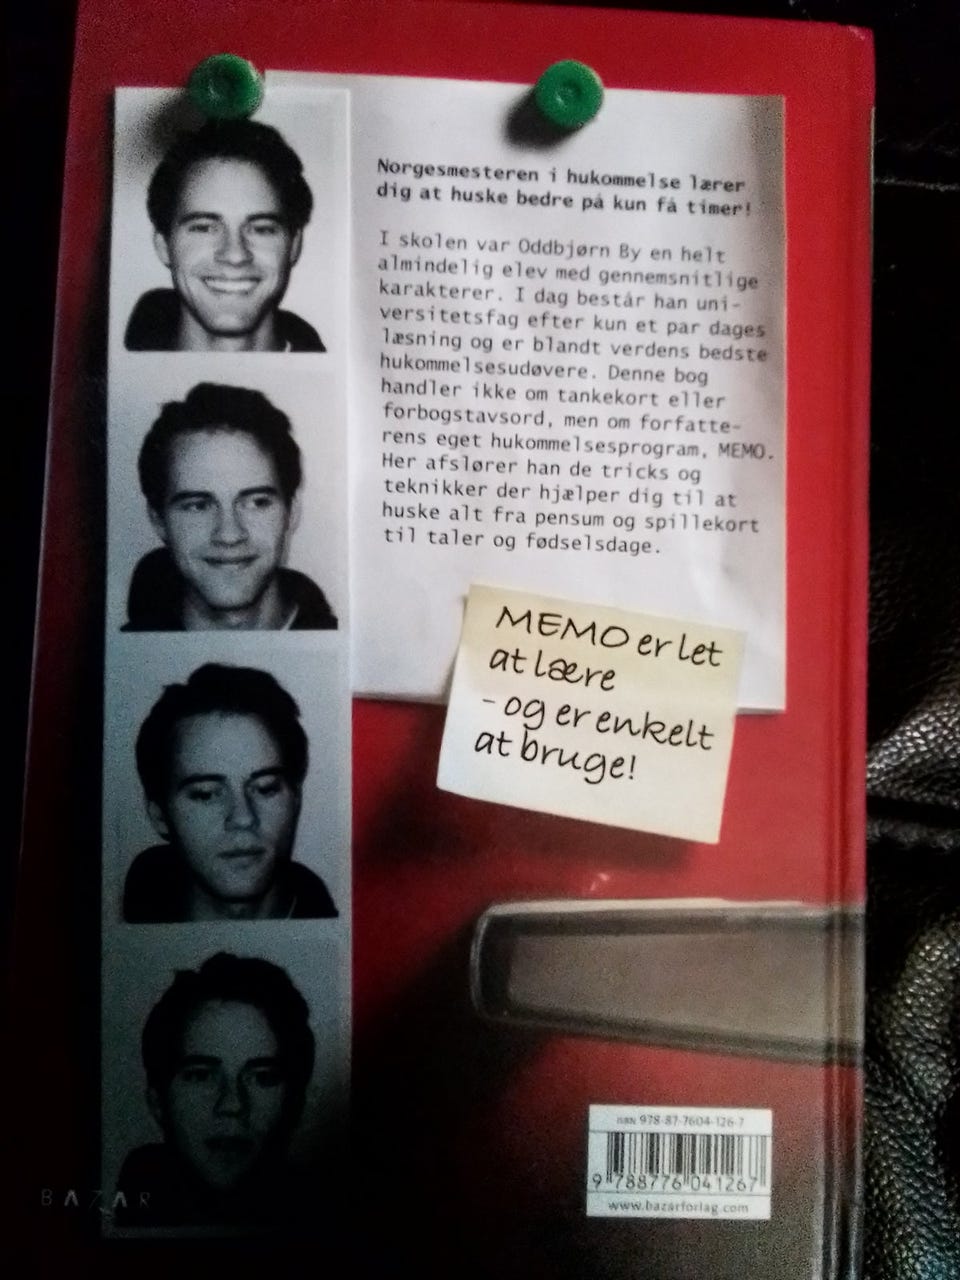 Norgesmesteren i hukommelse lærer
dig at huske bedre på kun få timer!
I skolen var Oddbjørn By en helt
almindelig elev med gennemsnitlige
karakterer. I dag består han uni-
versitetsfag efter kun et par dages
læsning og er blandt verdens bedste
hukommelsesudøvere. Denne bog
handler ikke om tankekort eller
forbogstavsord, men om forfatte-
rens eget hukommelsesprogram, MEMO.
Her afslører han de tricks og
teknikker der hjælper dig til at
huske alt fra pensum og spillekort
til taler og fødselsdage.
MEMO er let
at lære
- og er enkelt
at bruge!
ISBN 978-87-7604-126-7
9 788776 041267
www.bazarforlag.com
BAZAR